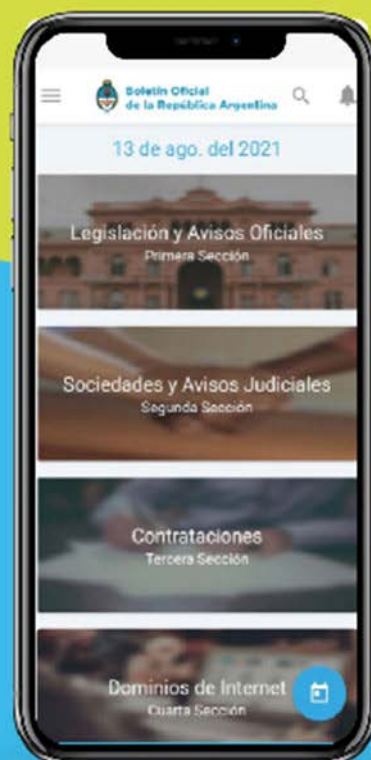 Boletín Oficial
de la República Argentina
13 de ago. del 2021
Legislación y Avisos Oficiales
Primera Sección
Sociedades y Avisos Judiciales
Segunda Sección
Contrataciones
Tercera Sección
Dominios de Internet
Cuarta Sección